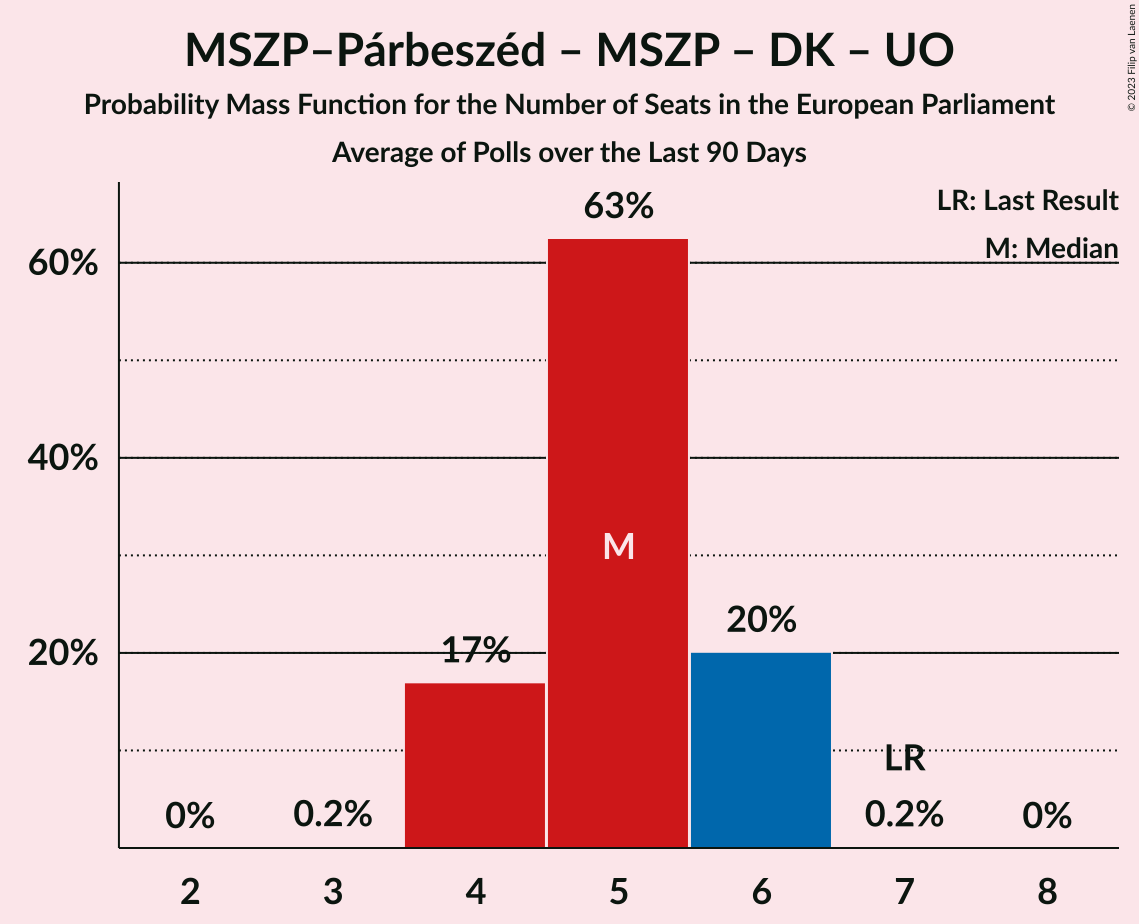 MSZP–Párbeszéd – MSZP – DK – UO
Probability Mass Function for the Number of Seats in the European Parliament
Average of Polls over the Last 90 Days
© 2023 Filip van Laenen
LR: Last Result
M: Median
63%
60%
40%
M
20%
20%
17%
LR
0%
0.2%
0.2%
0%
2
3
4
5
6
7
8